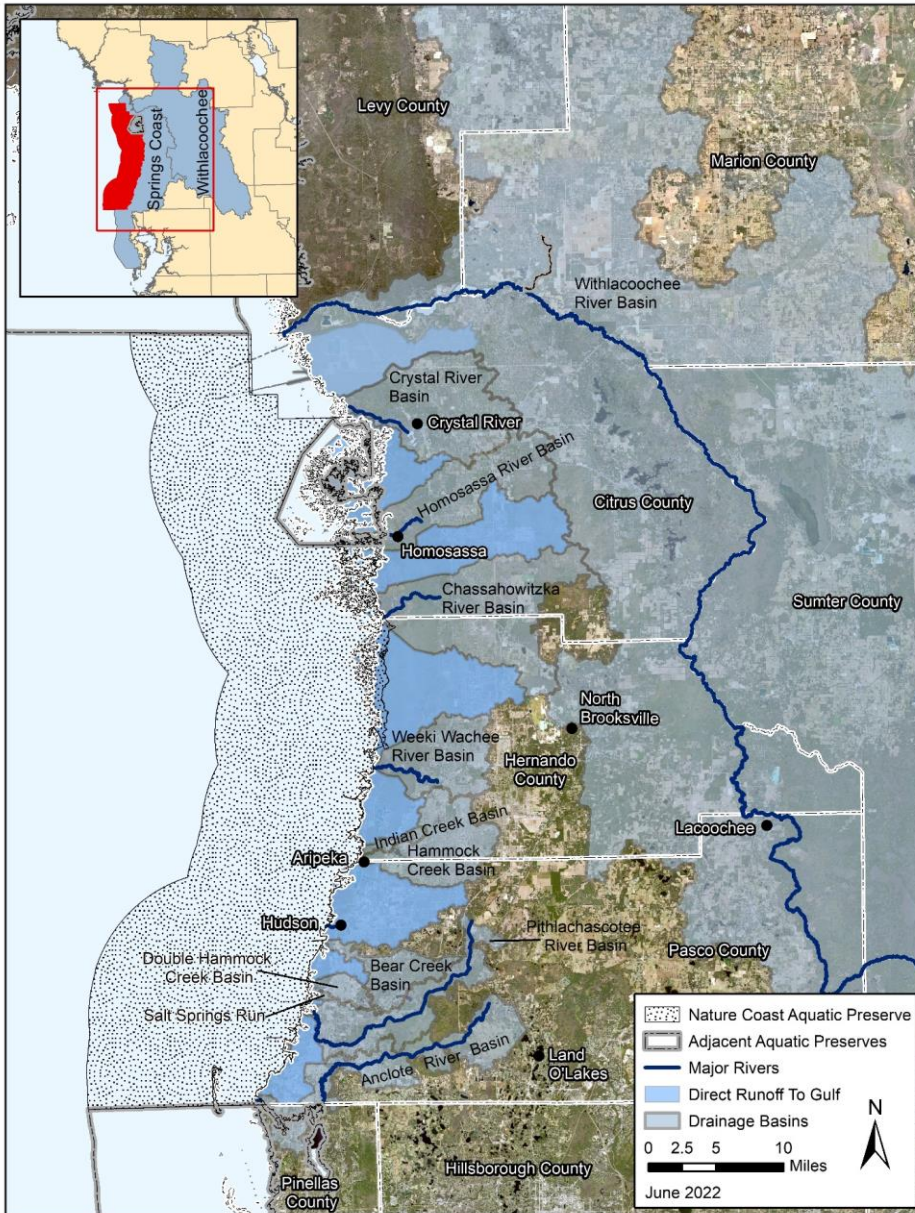 Springs Coast
Withlacoochee
Levy County
Marion County
Withlacoochee
River Basin
Crystal River
Basin
Crystal River
Homosassa River Basin
Citrus County
Homosassa
Chassahowitzka
River Basin
Sumter County
North
Brooksville
Weeki Wachee
River Basin
Hernando
County
Indian Creek Basin
Lacoochee
Hammock
Creek Basin
Aripeka
Hudson
Pithlachascotee
River Basin
Pasco County
Double Hammock
Creek Basin
Bear Creek
Basin
Salt Springs Run
Anclote River Basin
Land
O'Lakes
Pinellas
County
Hillsborough County
Nature Coast Aquatic Preserve
Adjacent Aquatic Preserves
Major Rivers
Direct Runoff To Gulf
Drainage Basins
N
0 2.5 5 10
Miles
June 2022